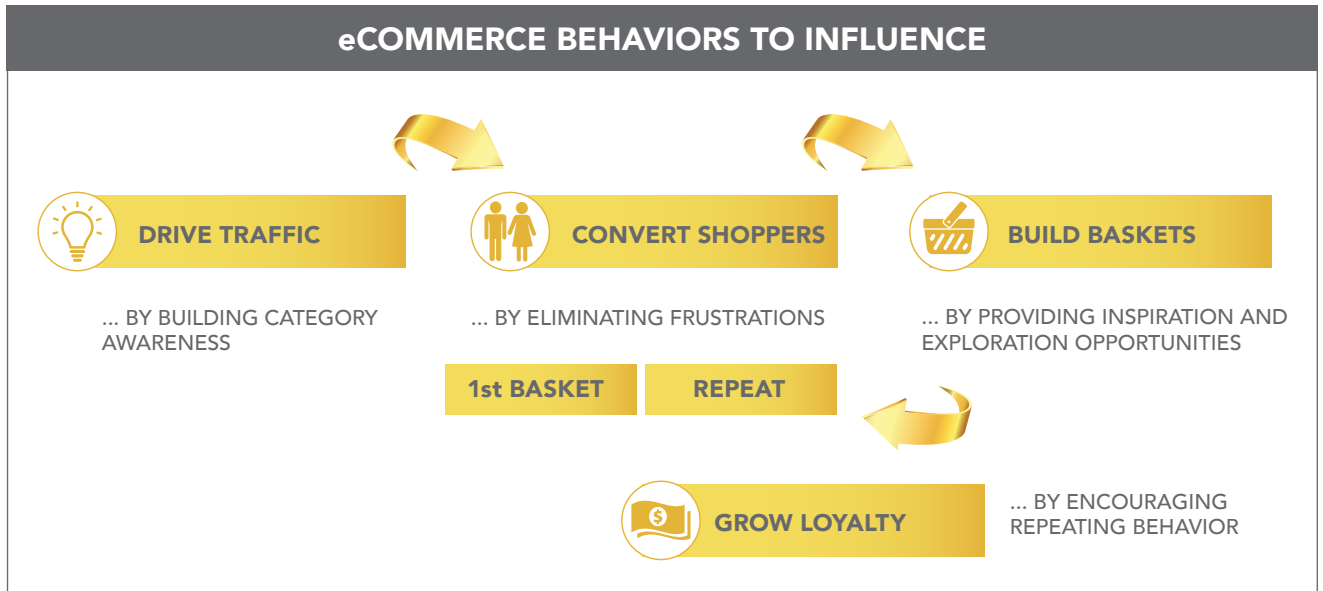 eCOMMERCE BEHAVIORS TO INFLUENCE
DRIVE TRAFFIC
... BY BUILDING CATEGORY
AWARENESS
CONVERT SHOPPERS
... BY ELIMINATING FRUSTRATIONS
1st BASKET
REPEAT
BUILD BASKETS
... BY PROVIDING INSPIRATION AND
EXPLORATION OPPORTUNITIES
$
GROW LOYALTY
... BY ENCOURAGING
REPEATING BEHAVIOR